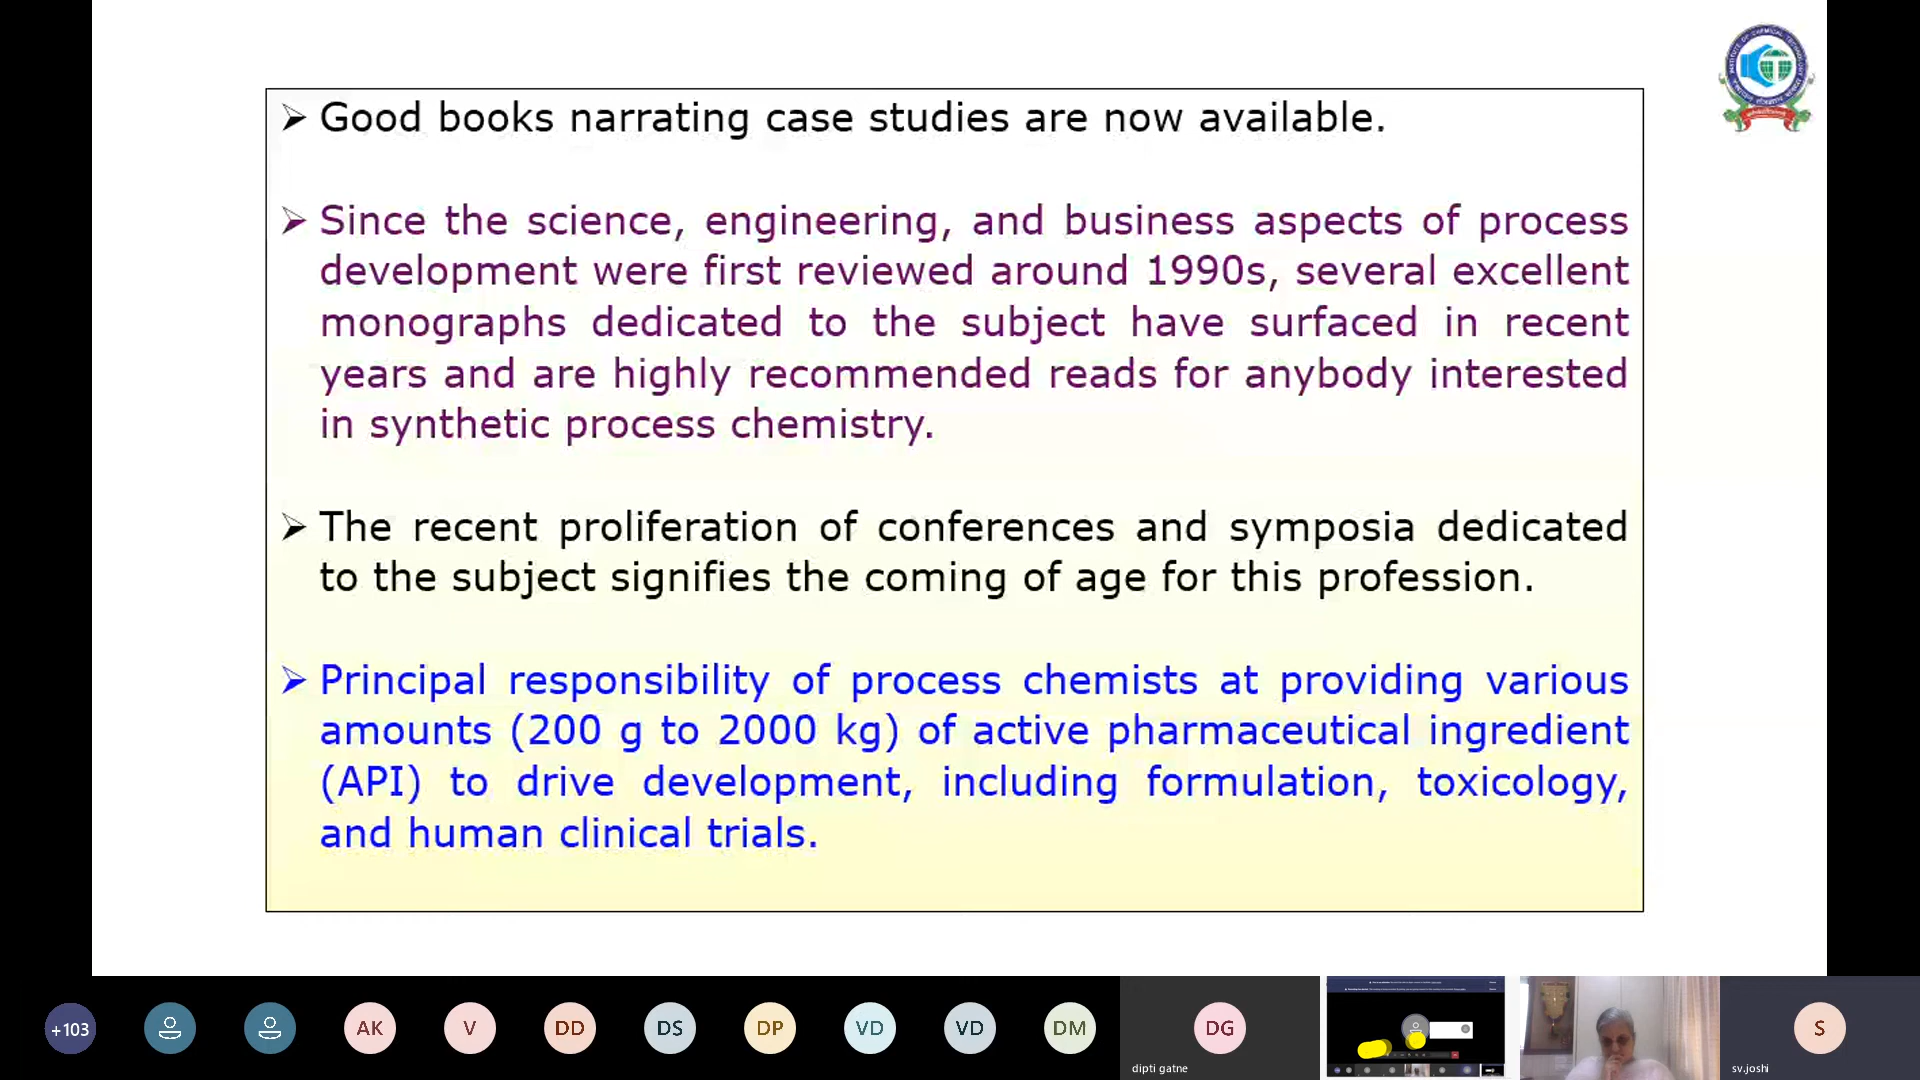 ➢ Good books narrating case studies are now available.
➢ Since the science, engineering, and business aspects of process
development were first reviewed around 1990s, several excellent
monographs dedicated to the subject have surfaced in recent
years and are highly recommended reads for anybody interested
in synthetic process chemistry.
➢ The recent proliferation of conferences and symposia dedicated
to the subject signifies the coming of age for this profession.
➢ Principal responsibility of process chemists at providing various
amounts (200 g to 2000 kg) of active pharmaceutical ingredient
(API) to drive development, including formulation, toxicology,
and human clinical trials.
+103 AK V DD DS DP VD VD DM DG S
dipti gatne sv.joshi